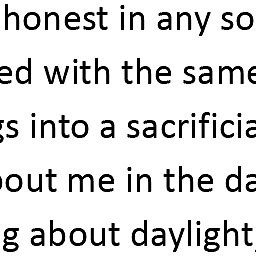 honest in any so
ed with the same
gs into a sacrificia
bout me in the da
g about daylight,